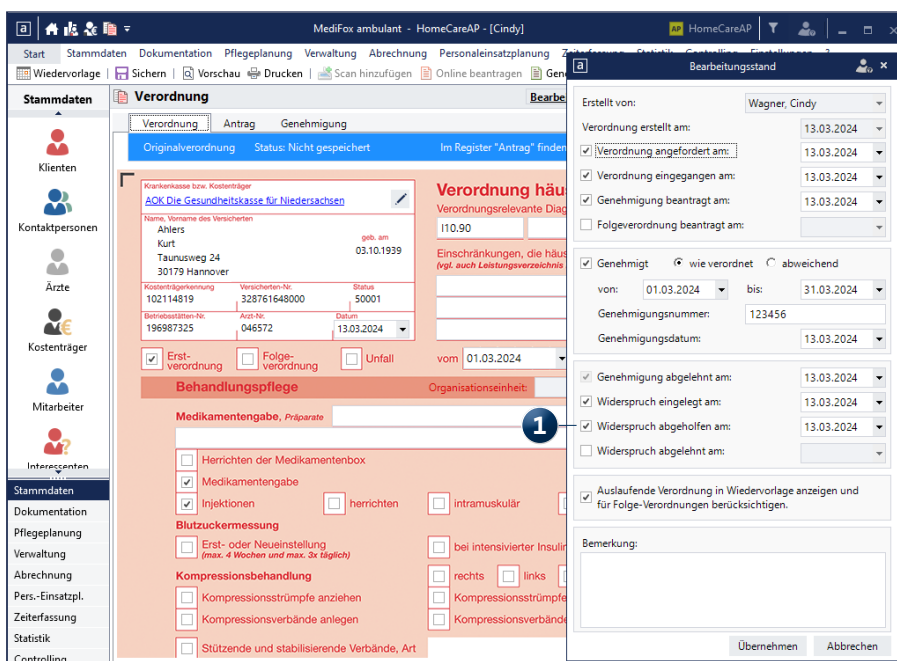 a
MediFox ambulant - HomeCareAP - [Cindy]
AP HomeCareAP
Start Stammdaten Dokumentation Pflegeplanung Verwaltung Abrechnung Personaleinsatzplanung
Wiedervorlage Sichern Vorschau Drucken Scan hinzufügen Online beantragen
Stammdaten
Klienten
Kontaktpersonen
Ärzte
Kostenträger
Mitarbeiter
Interessenten
Stammdaten
Dokumentation
Pflegeplanung
Verwaltung
Abrechnung
Pers.-Einsatzpl.
Zeiterfassung
Statistik
Controlling
Verordnung
Verordnung Antrag Genehmigung
Originalverordnung Status: Nicht gespeichert Im Register "Antrag" finden
Krankenkasse bzw. Kostenträger
AOK Die Gesundheitskasse für Niedersachsen
Name, Vorname des Versicherten
Ahlers
Kurt
Taunusweg 24
30179 Hannover
geb. am
03.10.1939
Kostenträgerkennung Versicherten-Nr. Status
102114819 328761648000 50001
Betriebsstätten-Nr. Arzt-Nr. Datum
196987325 046572 13.03.2024
Verordnung häus
Verordnungsrelevante Diag
I10.90
Einschränkungen, die häus
(vgl. auch Leistungsverzeichnis
Erst-
verordnung
Folge-
verordnung
Unfall
vom 01.03.2024
Behandlungspflege Organisationseinheit:
Medikamentengabe, Präparate
Herrichten der Medikamentenbox
Medikamentengabe
Injektionen herrichten intramuskulär
Blutzuckermessung
Erst- oder Neueinstellung
(max. 4 Wochen und max. 3x täglich)
bei intensivierter Insulin
Kompressionsbehandlung rechts links
Kompressionsstrümpfe anziehen Kompressionsstrümpfe
Kompressionsverbände anlegen Kompressionsverbände
Stützende und stabilisierende Verbände, Art
1
a Bearbeitungsstand
Erstellt von: Wagner, Cindy
Verordnung erstellt am: 13.03.2024
Verordnung angefordert am: 13.03.2024
Verordnung eingegangen am: 13.03.2024
Genehmigung beantragt am: 13.03.2024
Folgeverordnung beantragt am:
Genehmigt wie verordnet abweichend
von: 01.03.2024 bis: 31.03.2024
Genehmigungsnummer: 123456
Genehmigungsdatum: 13.03.2024
Genehmigung abgelehnt am: 13.03.2024
Widerspruch eingelegt am: 13.03.2024
Widerspruch abgeholfen am: 13.03.2024
Widerspruch abgelehnt am:
Auslaufende Verordnung in Wiedervorlage anzeigen und
für Folge-Verordnungen berücksichtigen.
Bemerkung:
Übernehmen Abbrechen